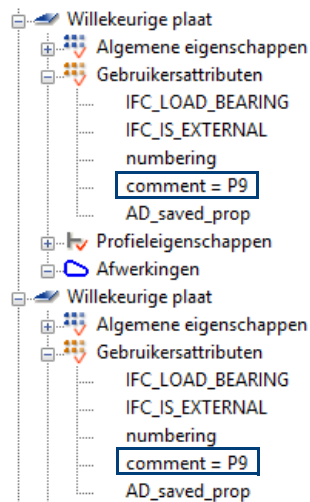 Willekeurige plaat
Algemene eigenschappen
Gebruikersattributen
IFC_LOAD_BEARING
IFC_IS_EXTERNAL
numbering
comment = P9
AD_saved_prop
Profieleigenschappen
Afwerkingen
Willekeurige plaat
Algemene eigenschappen
Gebruikersattributen
IFC_LOAD_BEARING
IFC_IS_EXTERNAL
numbering
comment = P9
AD_saved_prop